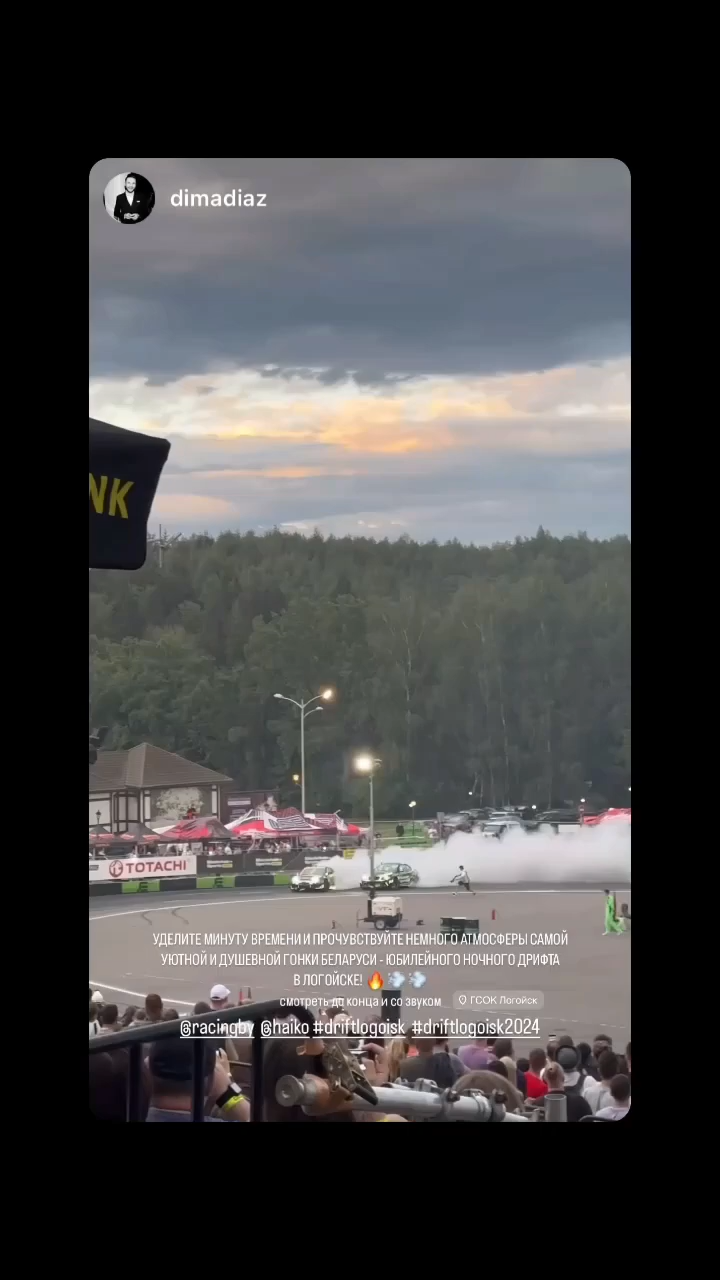 dimadiaz
NK
TOTACHI
УДЕЛИТЕ МИНУТУ ВРЕМЕНИ И ПРОЧУВСТВУЙТЕ НЕМНОГО АТМОСФЕРЫ САМОЙ
УЮТНОЙ И ДУШЕВНОЙ ГОНКИ БЕЛАРУСИ - ЮБИЛЕЙНОГО НОЧНОГО ДРИФТА
В ЛОГОЙСКЕ! 🔥💨💨
смотреть до конца и со звуком ГСОК Логойск
@racingby @haiko #driftlogoisk #driftlogoisk2024